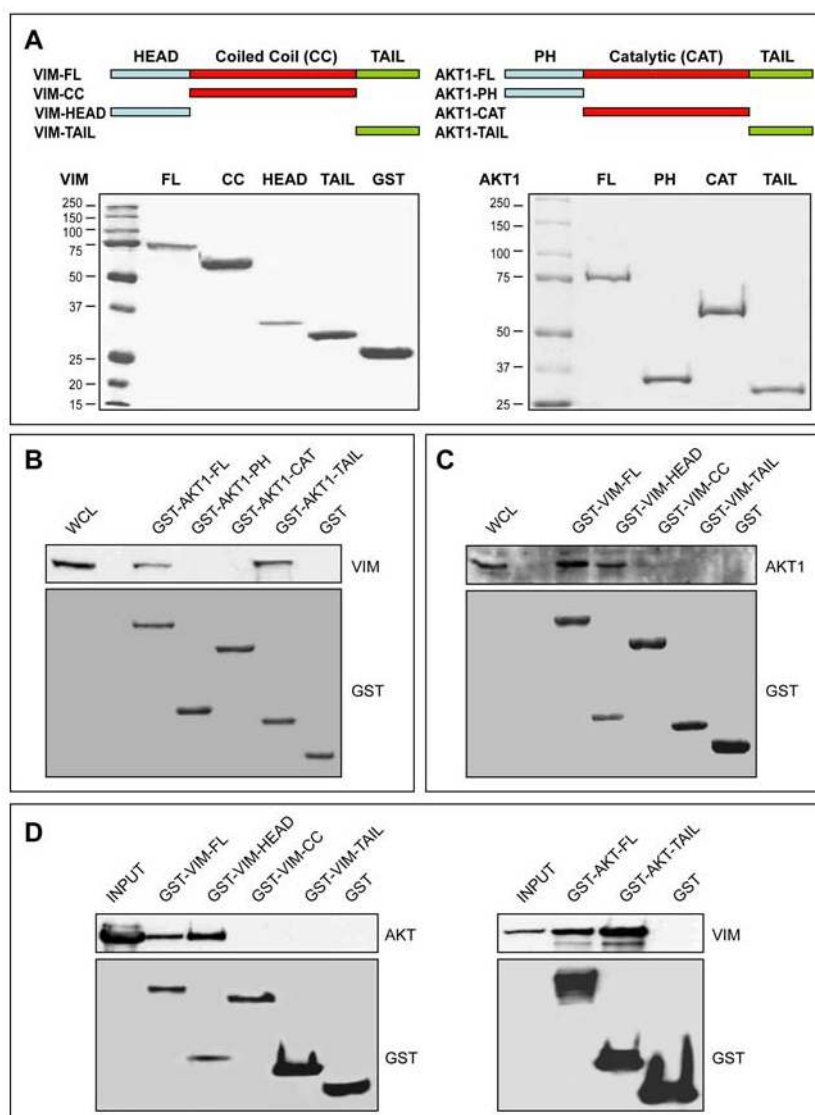 A
HEAD Coiled Coil (CC) TAIL
VIM-FL
VIM-CC
VIM-HEAD
VIM-TAIL
PH Catalytic (CAT) TAIL
AKT1-FL
AKT1-PH
AKT1-CAT
AKT1-TAIL
VIM FL CC HEAD TAIL GST
250
150
100
75
50
37
25
20
15
AKT1 FL PH CAT TAIL
250
150
100
75
50
37
25
B
WCL GST-AKT1-FL GST-AKT1-PH GST-AKT1-CAT GST-AKT1-TAIL GST
VIM
GST
C
WCL GST-VIM-FL GST-VIM-HEAD GST-VIM-CC GST-VIM-TAIL GST
AKT1
GST
D
INPUT GST-VIM-FL GST-VIM-HEAD GST-VIM-CC GST-VIM-TAIL GST
AKT
GST
INPUT GST-AKT-FL GST-AKT-TAIL GST
VIM
GST